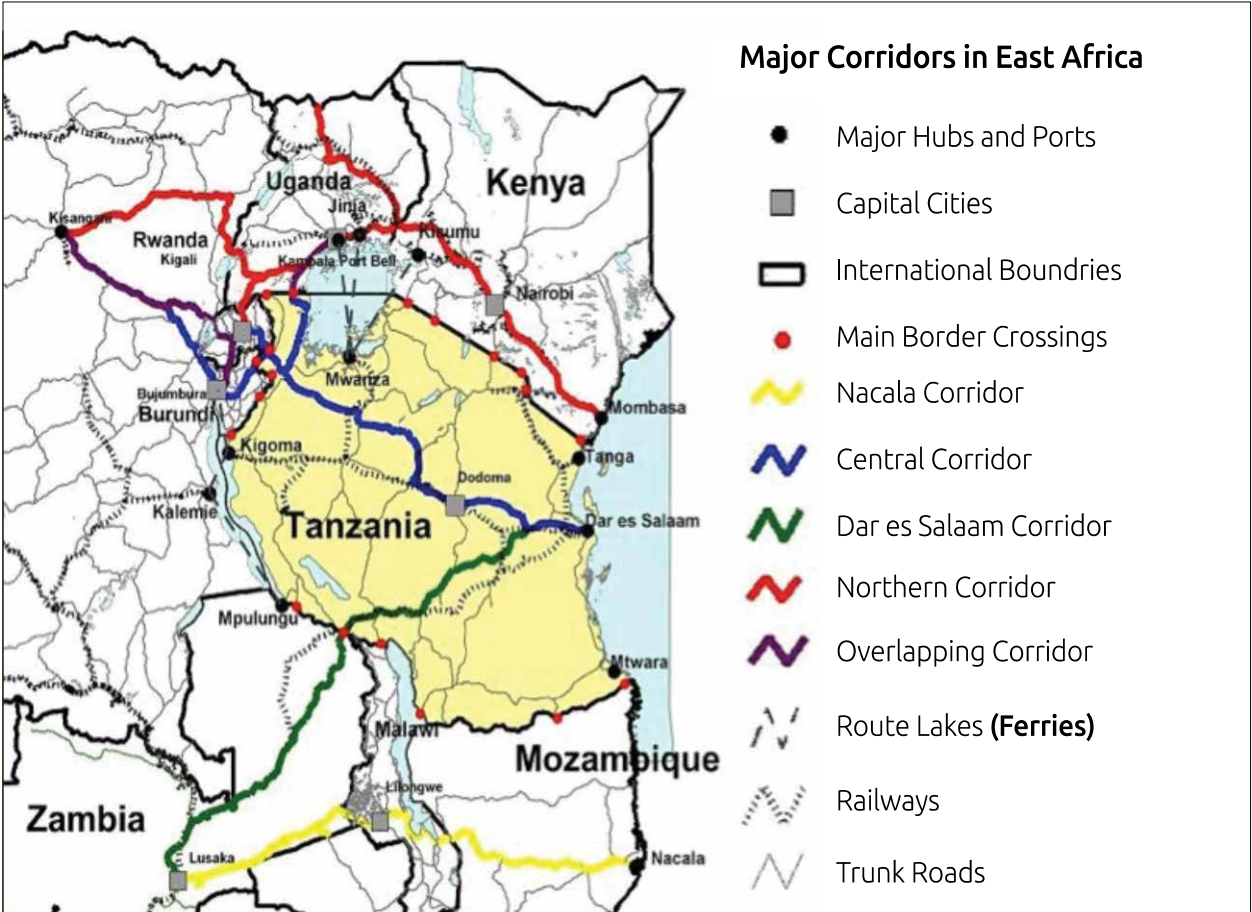 Major Corridors in East Africa
Major Hubs and Ports
Capital Cities
International Boundries
Main Border Crossings
Nacala Corridor
Central Corridor
Dar es Salaam Corridor
Northern Corridor
Overlapping Corridor
Route Lakes (Ferries)
Railways
Trunk Roads
Uganda
Kenya
Jinja
Kisangani
Rwanda
Kigali
Kisumu
Kampala Port Bell
Nairobi
Mwanza
Bujumbura
Burundi
Mombasa
Kigoma
Tanga
Dodoma
Kalemie
Tanzania
Dar es Salaam
Mpulungu
Mtwara
Malawi
Mozambique
Lilongwe
Zambia
Lusaka
Nacala